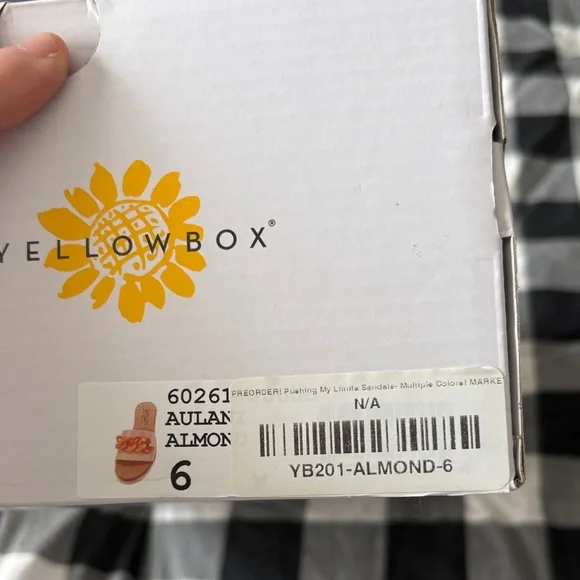 YELLOWBOX®
60261
AULAN
ALMON
6
PREORDER! Pushing My Limits Sandals- Multiple Colors! MARKE
N/A
YB201-ALMOND-6